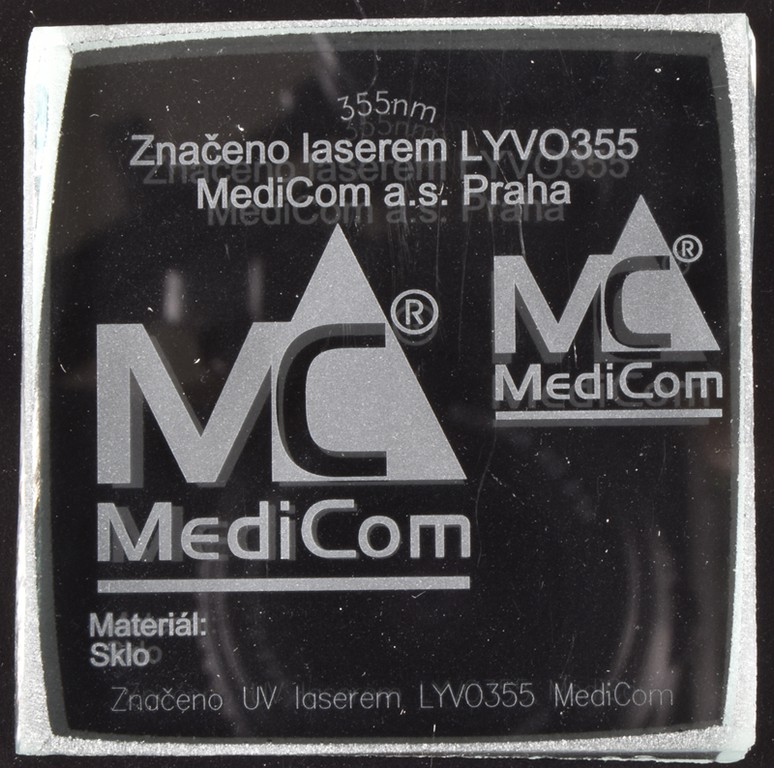 355nm
Značeno laserem LYVO355
MediCom a.s. Praha
MC®
MediCom
MC®
MediCom
Materiál:
Sklo
Značeno UV laserem LYVO355 MediCom